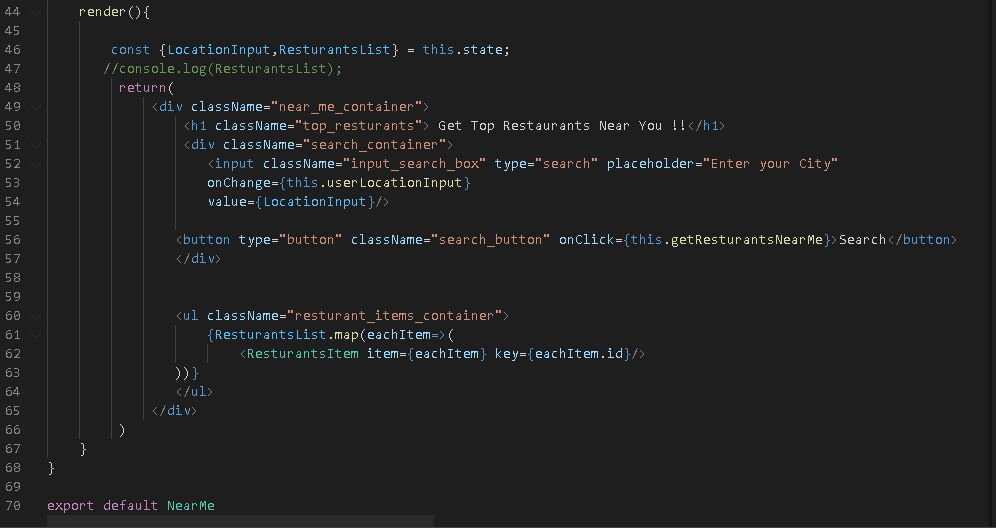 44 render(){
45
46 const {LocationInput,ResturantsList} = this.state;
47 //console.log(ResturantsList);
48 return(
49 <div className="near_me_container">
50 <h1 className="top_resturants"> Get Top Restaurants Near You !!</h1>
51 <div className="search_container">
52 <input className="input_search_box" type="search" placeholder="Enter your City"
53 onChange={this.userLocationInput}
54 value={LocationInput}/>
55
56 <button type="button" className="search_button" onClick={this.getResturantsNearMe}>Search</button>
57 </div>
58
59
60 <ul className="resturant_items_container">
61 {ResturantsList.map(eachItem=>(
62 <ResturantsItem item={eachItem} key={eachItem.id}/>
63 ))}
64 </ul>
65 </div>
66 )
67 }
68 }
69
70 export default NearMe